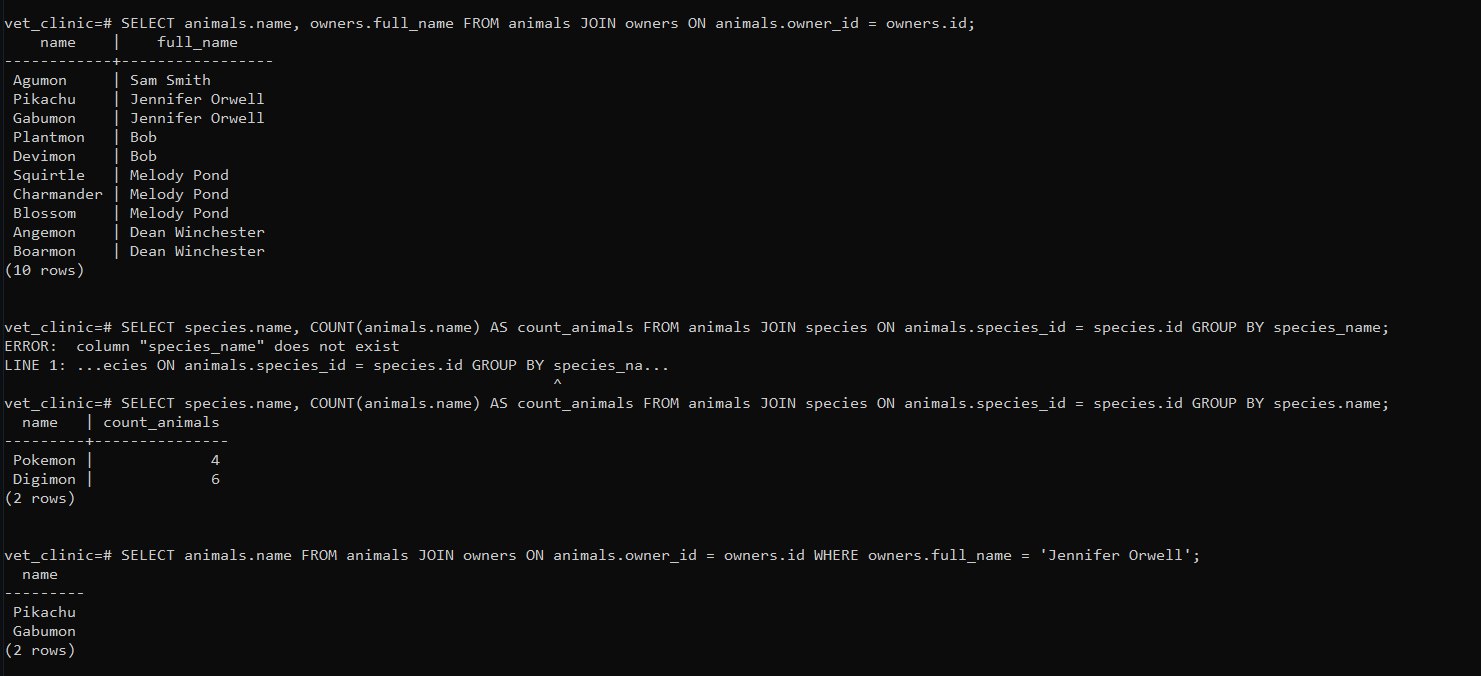 vet_clinic=# SELECT animals.name, owners.full_name FROM animals JOIN owners ON animals.owner_id = owners.id;
    name    |    full_name
------------+-----------------
 Agumon     | Sam Smith
 Pikachu    | Jennifer Orwell
 Gabumon    | Jennifer Orwell
 Plantmon   | Bob
 Devimon    | Bob
 Squirtle   | Melody Pond
 Charmander | Melody Pond
 Blossom    | Melody Pond
 Angemon    | Dean Winchester
 Boarmon    | Dean Winchester
(10 rows)
vet_clinic=# SELECT species.name, COUNT(animals.name) AS count_animals FROM animals JOIN species ON animals.species_id = species.id GROUP BY species_name;
ERROR:  column "species_name" does not exist
LINE 1: ...ecies ON animals.species_id = species.id GROUP BY species_na...
                                                             ^
vet_clinic=# SELECT species.name, COUNT(animals.name) AS count_animals FROM animals JOIN species ON animals.species_id = species.id GROUP BY species.name;
  name   | count_animals
---------+---------------
 Pokemon |             4
 Digimon |             6
(2 rows)
vet_clinic=# SELECT animals.name FROM animals JOIN owners ON animals.owner_id = owners.id WHERE owners.full_name = 'Jennifer Orwell';
  name
---------
 Pikachu
 Gabumon
(2 rows)